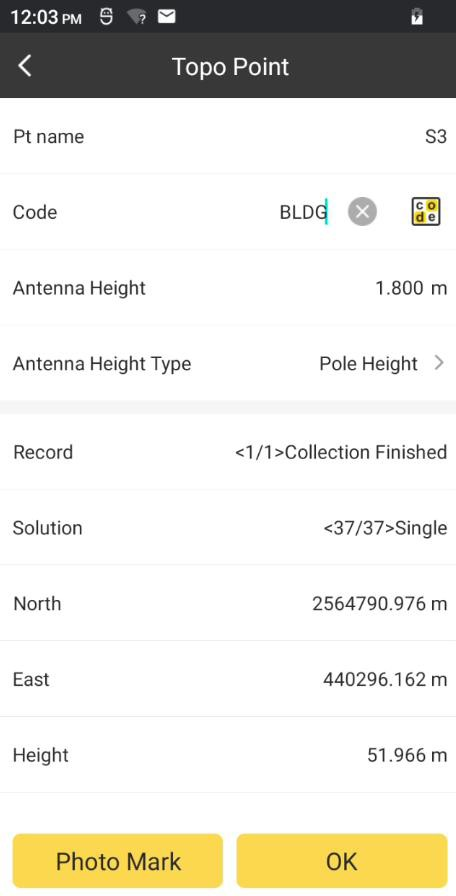 12:03 PM
Topo Point
Pt name S3
Code BLDG code
Antenna Height 1.800 m
Antenna Height Type Pole Height
Record <1/1>Collection Finished
Solution <37/37>Single
North 2564790.976 m
East 440296.162 m
Height 51.966 m
Photo Mark OK